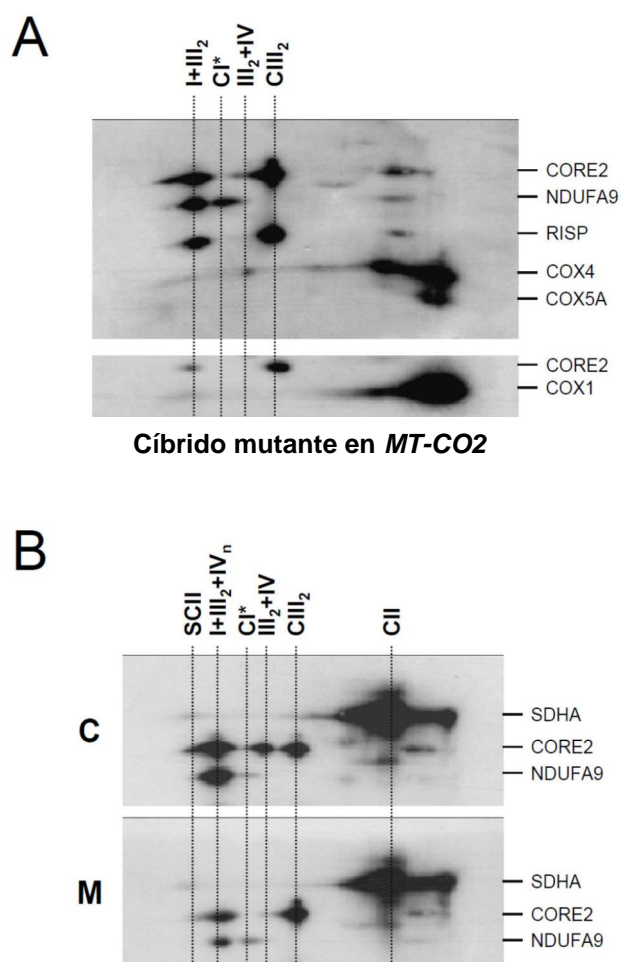 A
I+III₂
CI*
III₂+IV
CIII₂
CORE2
NDUFA9
RISP
COX4
COX5A
CORE2
COX1
Cíbrido mutante en MT-CO2
B
SCII
I+III₂+IVₙ
CI*
III₂+IV
CIII₂
CII
C
SDHA
CORE2
NDUFA9
M
SDHA
CORE2
NDUFA9